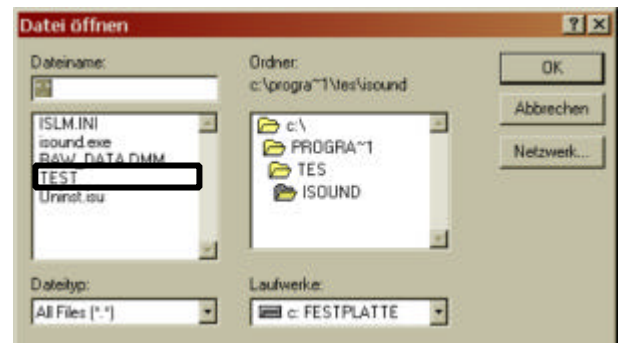 Datei öffnen
Dateiname:
Ordner:
c:\progra~1\tes\isound
OK
Abbrechen
Netzwerk...
ISLM.INI
isound.exe
RAW_DATA.DMM
TEST
Uninst.isu
c:\
PROGRA~1
TES
ISOUND
Dateityp:
All Files (*.*)
Laufwerke:
c: FESTPLATTE